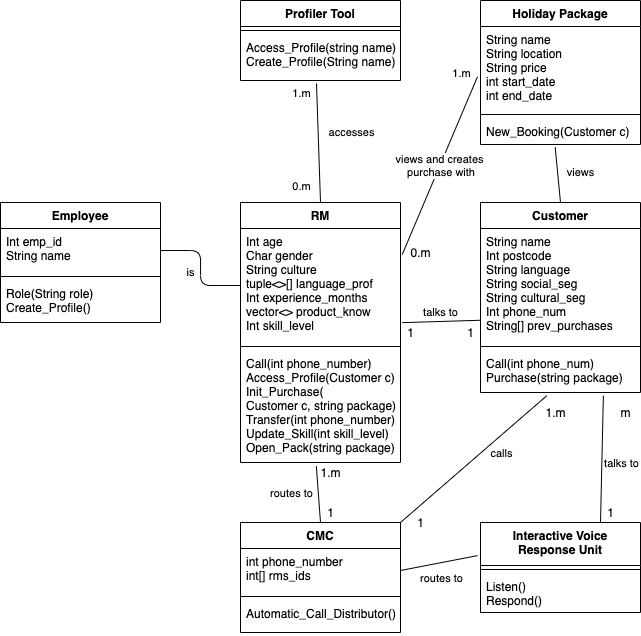 Profiler Tool
Access_Profile(string name)
Create_Profile(String name)
Holiday Package
String name
String location
String price
int start_date
int end_date
New_Booking(Customer c)
1.m
1.m
accesses
views and creates
purchase with
views
0.m
Employee
Int emp_id
String name
Role(String role)
Create_Profile()
is
RM
Int age
Char gender
String culture
tuple<>[] language_prof
Int experience_months
vector<> product_know
Int skill_level
Call(int phone_number)
Access_Profile(Customer c)
Init_Purchase(
Customer c, string package)
Transfer(int phone_number)
Update_Skill(int skill_level)
Open_Pack(string package)
0.m
talks to
1
1
Customer
String name
Int postcode
String language
String social_seg
String cultural_seg
Int phone_num
String[] prev_purchases
Call(int phone_num)
Purchase(string package)
1.m
m
calls
talks to
1.m
routes to
1
1
1
CMC
int phone_number
int[] rms_ids
Automatic_Call_Distributor()
routes to
Interactive Voice
Response Unit
Listen()
Respond()